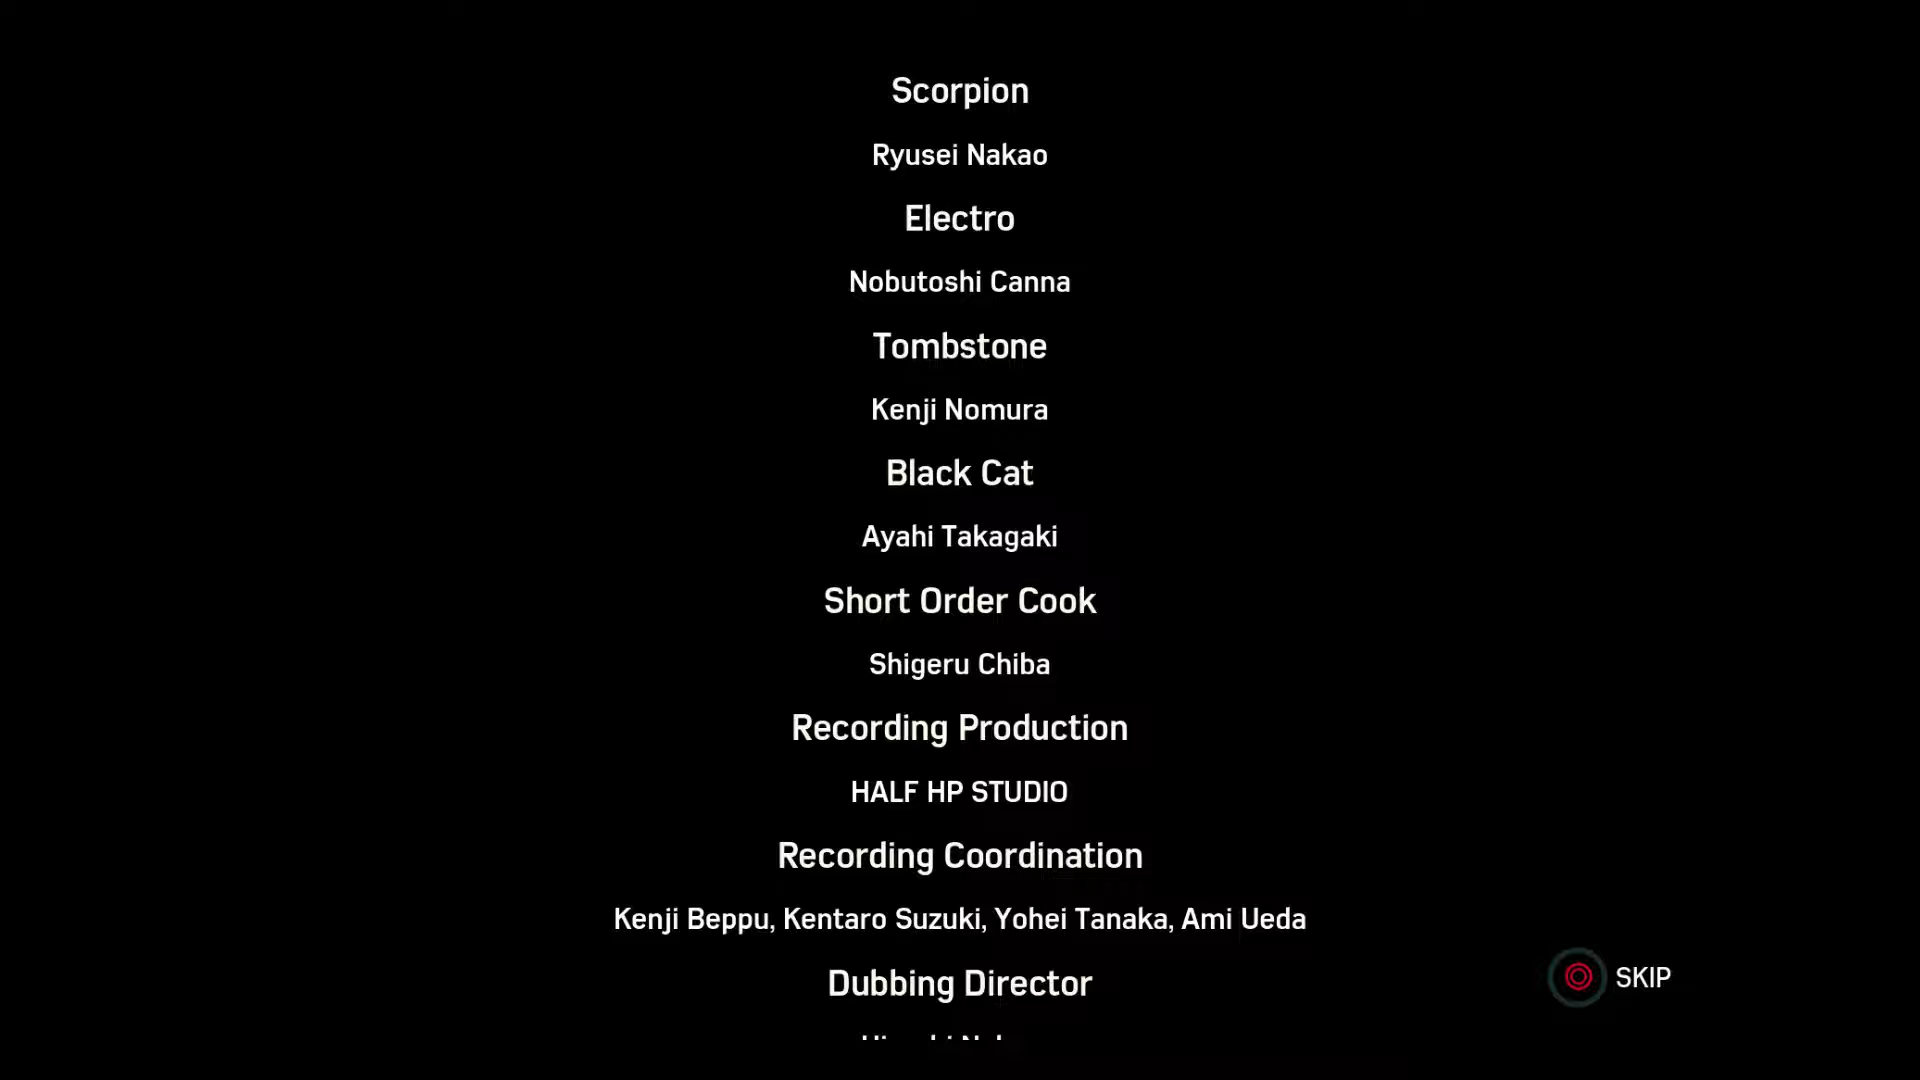 Scorpion
Ryusei Nakao
Electro
Nobutoshi Canna
Tombstone
Kenji Nomura
Black Cat
Ayahi Takagaki
Short Order Cook
Shigeru Chiba
Recording Production
HALF HP STUDIO
Recording Coordination
Kenji Beppu, Kentaro Suzuki, Yohei Tanaka, Ami Ueda
Dubbing Director
SKIP